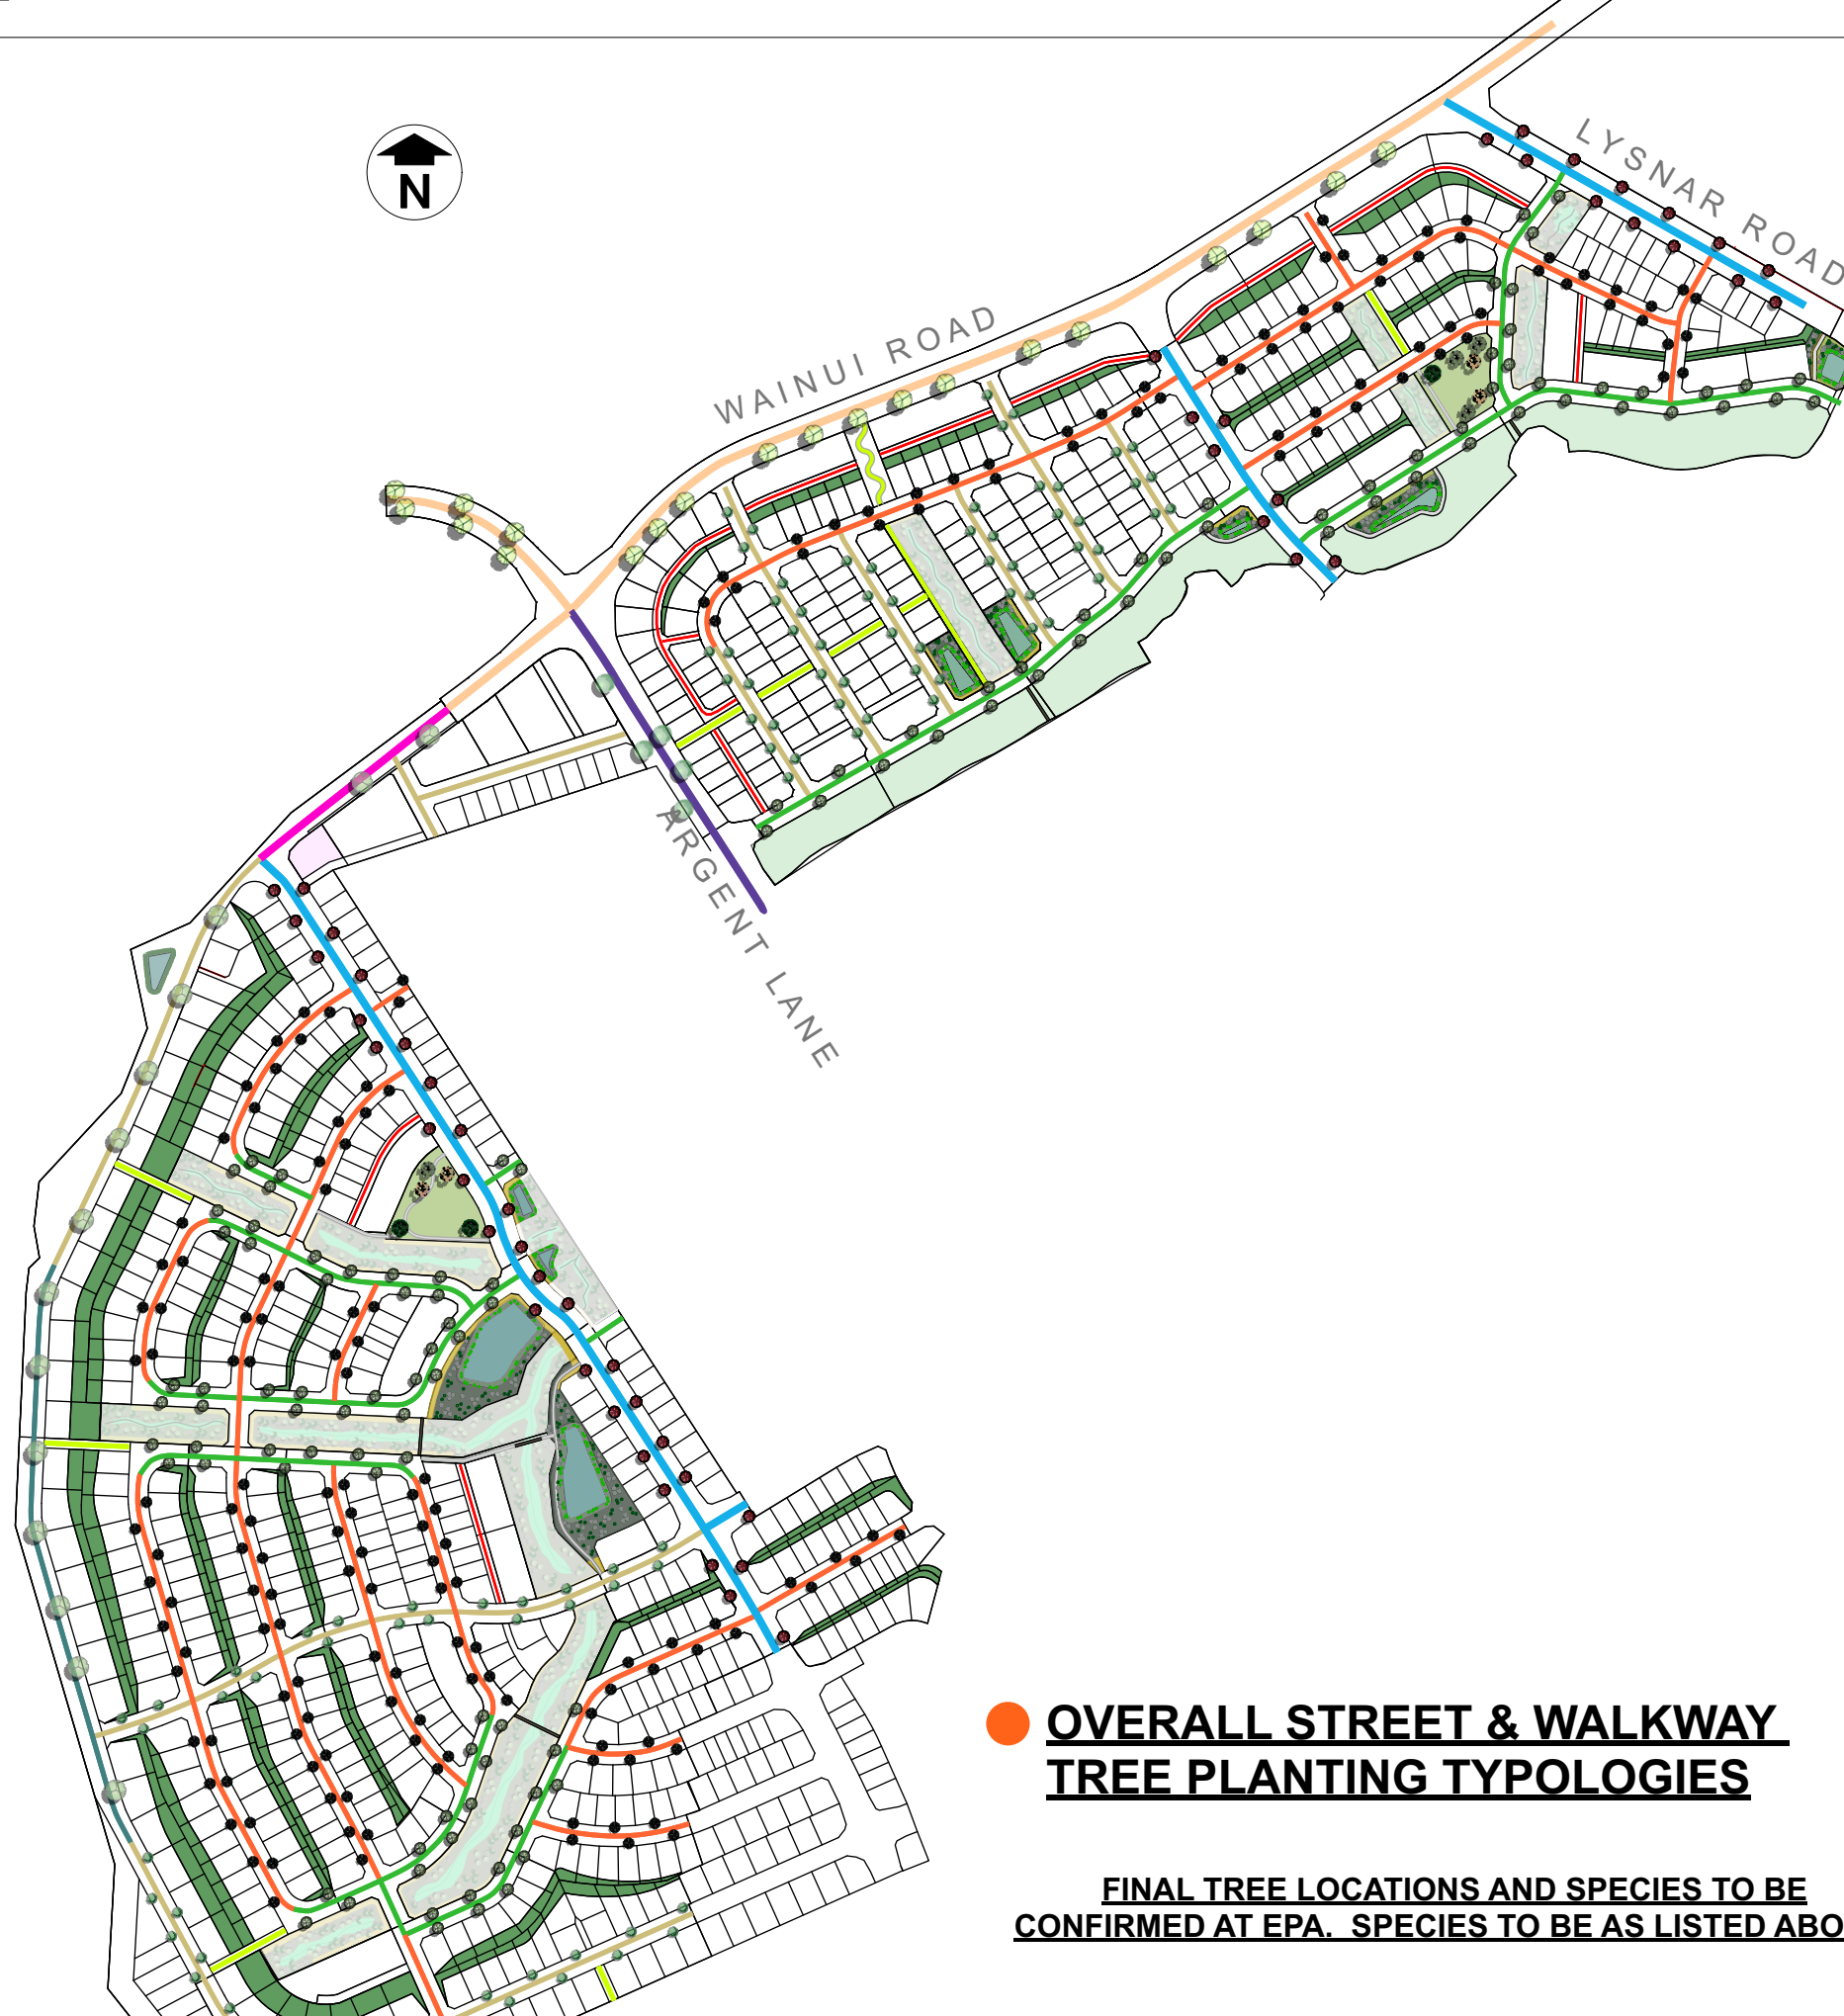 N
LYSNAR ROAD
WAINUI ROAD
ARGENT LANE
OVERALL STREET & WALKWAY
TREE PLANTING TYPOLOGIES
FINAL TREE LOCATIONS AND SPECIES TO BE
CONFIRMED AT EPA. SPECIES TO BE AS LISTED ABO